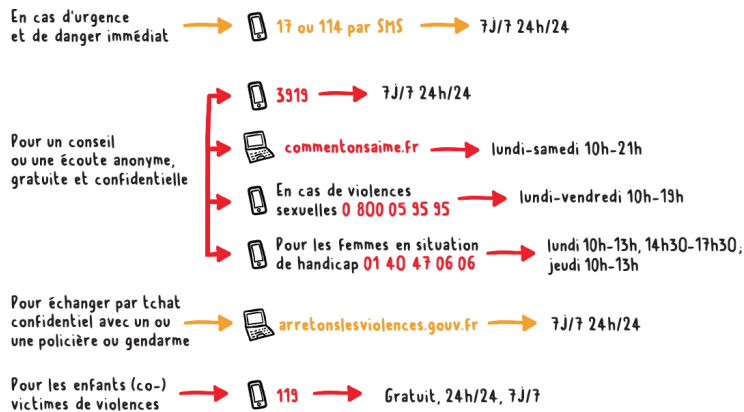 En cas d'urgence
et de danger immédiat
17 ou 114 par SMS
7J/7 24h/24
Pour un conseil
ou une écoute anonyme,
gratuite et confidentielle
3919
7J/7 24h/24
commentonsaime.fr
lundi-samedi 10h-21h
En cas de violences
sexuelles 0 800 05 95 95
lundi-vendredi 10h-19h
Pour les femmes en situation
de handicap 01 40 47 06 06
lundi 10h-13h, 14h30-17h30;
jeudi 10h-13h
Pour échanger par tchat
confidentiel avec un ou
une policière ou gendarme
arretonslesviolences.gouv.fr
7J/7 24h/24
Pour les enfants (co-)
victimes de violences
119
Gratuit, 24h/24, 7J/7